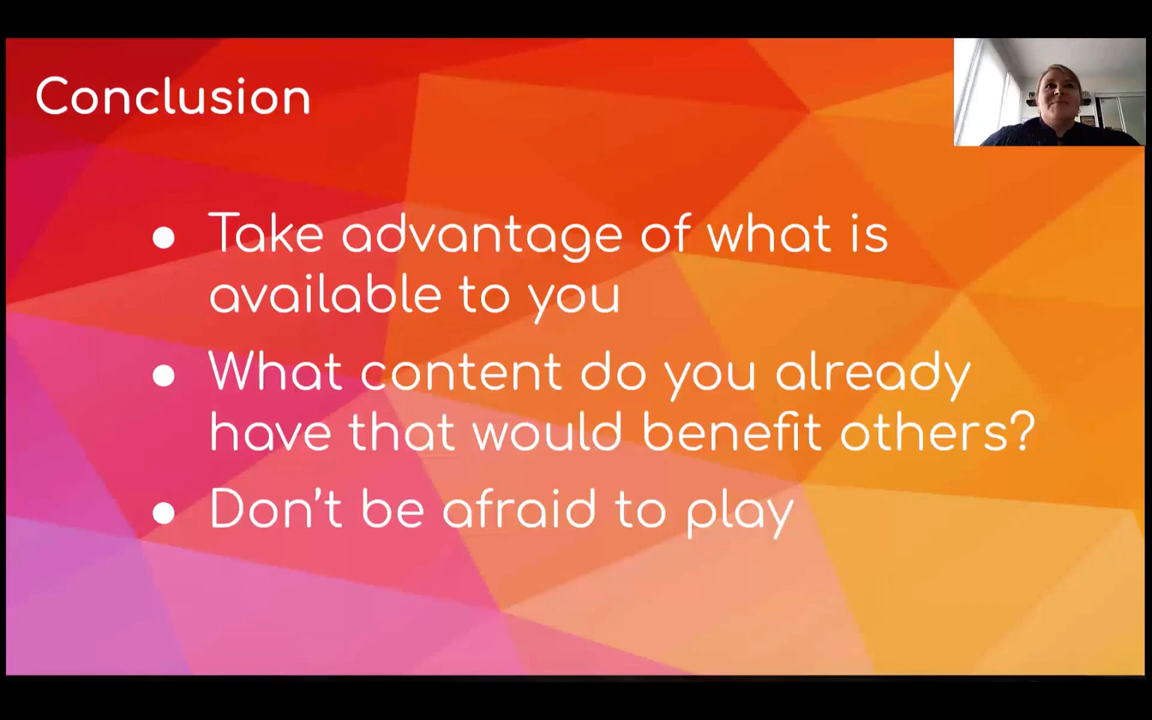 Conclusion
● Take advantage of what is
available to you
● What content do you already
have that would benefit others?
● Don't be afraid to play